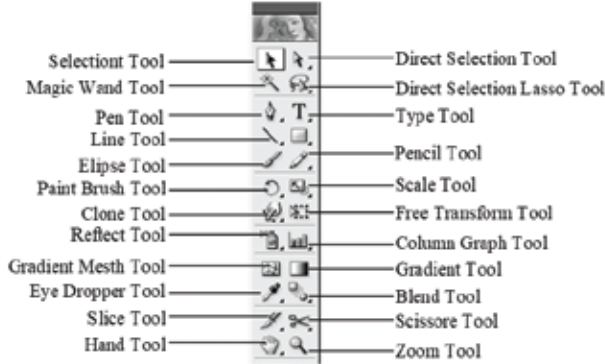 Selectiont Tool
Direct Selection Tool
Magic Wand Tool
Direct Selection Lasso Tool
Pen Tool
Type Tool
Line Tool
Pencil Tool
Elipse Tool
Paint Brush Tool
Scale Tool
Clone Tool
Free Transform Tool
Reflect Tool
Column Graph Tool
Gradient Mesth Tool
Gradient Tool
Eye Dropper Tool
Blend Tool
Slice Tool
Scissore Tool
Hand Tool
Zoom Tool